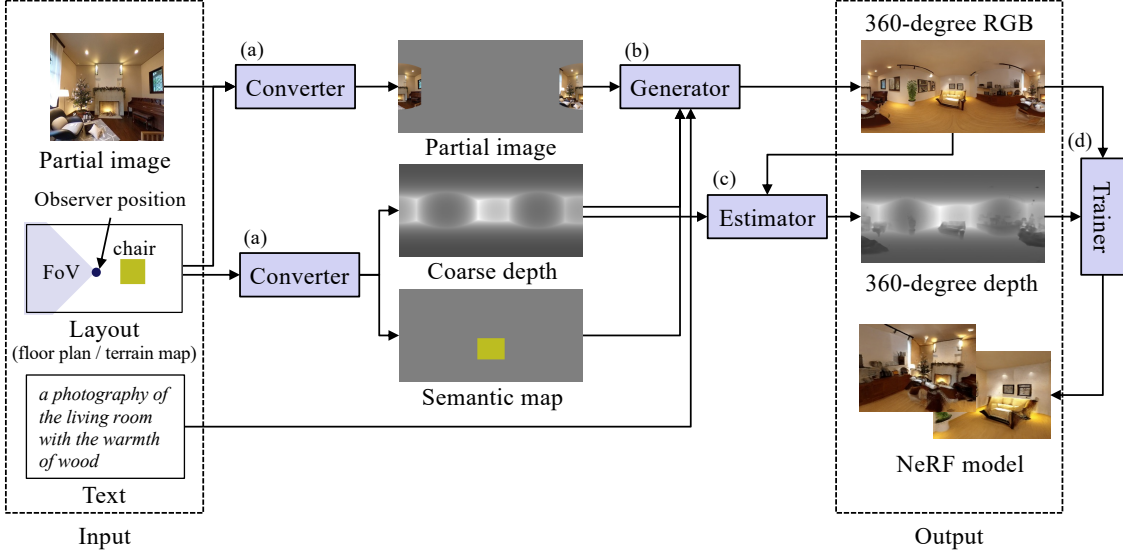 Partial image
Observer position
FoV
chair
Layout
(floor plan / terrain map)
a photography of
the living room
with the warmth
of wood
Text
Input
(a)
Converter
Partial image
(a)
Converter
Coarse depth
Semantic map
(b)
Generator
(c)
Estimator
360-degree RGB
360-degree depth
NeRF model
Output
(d)
Trainer